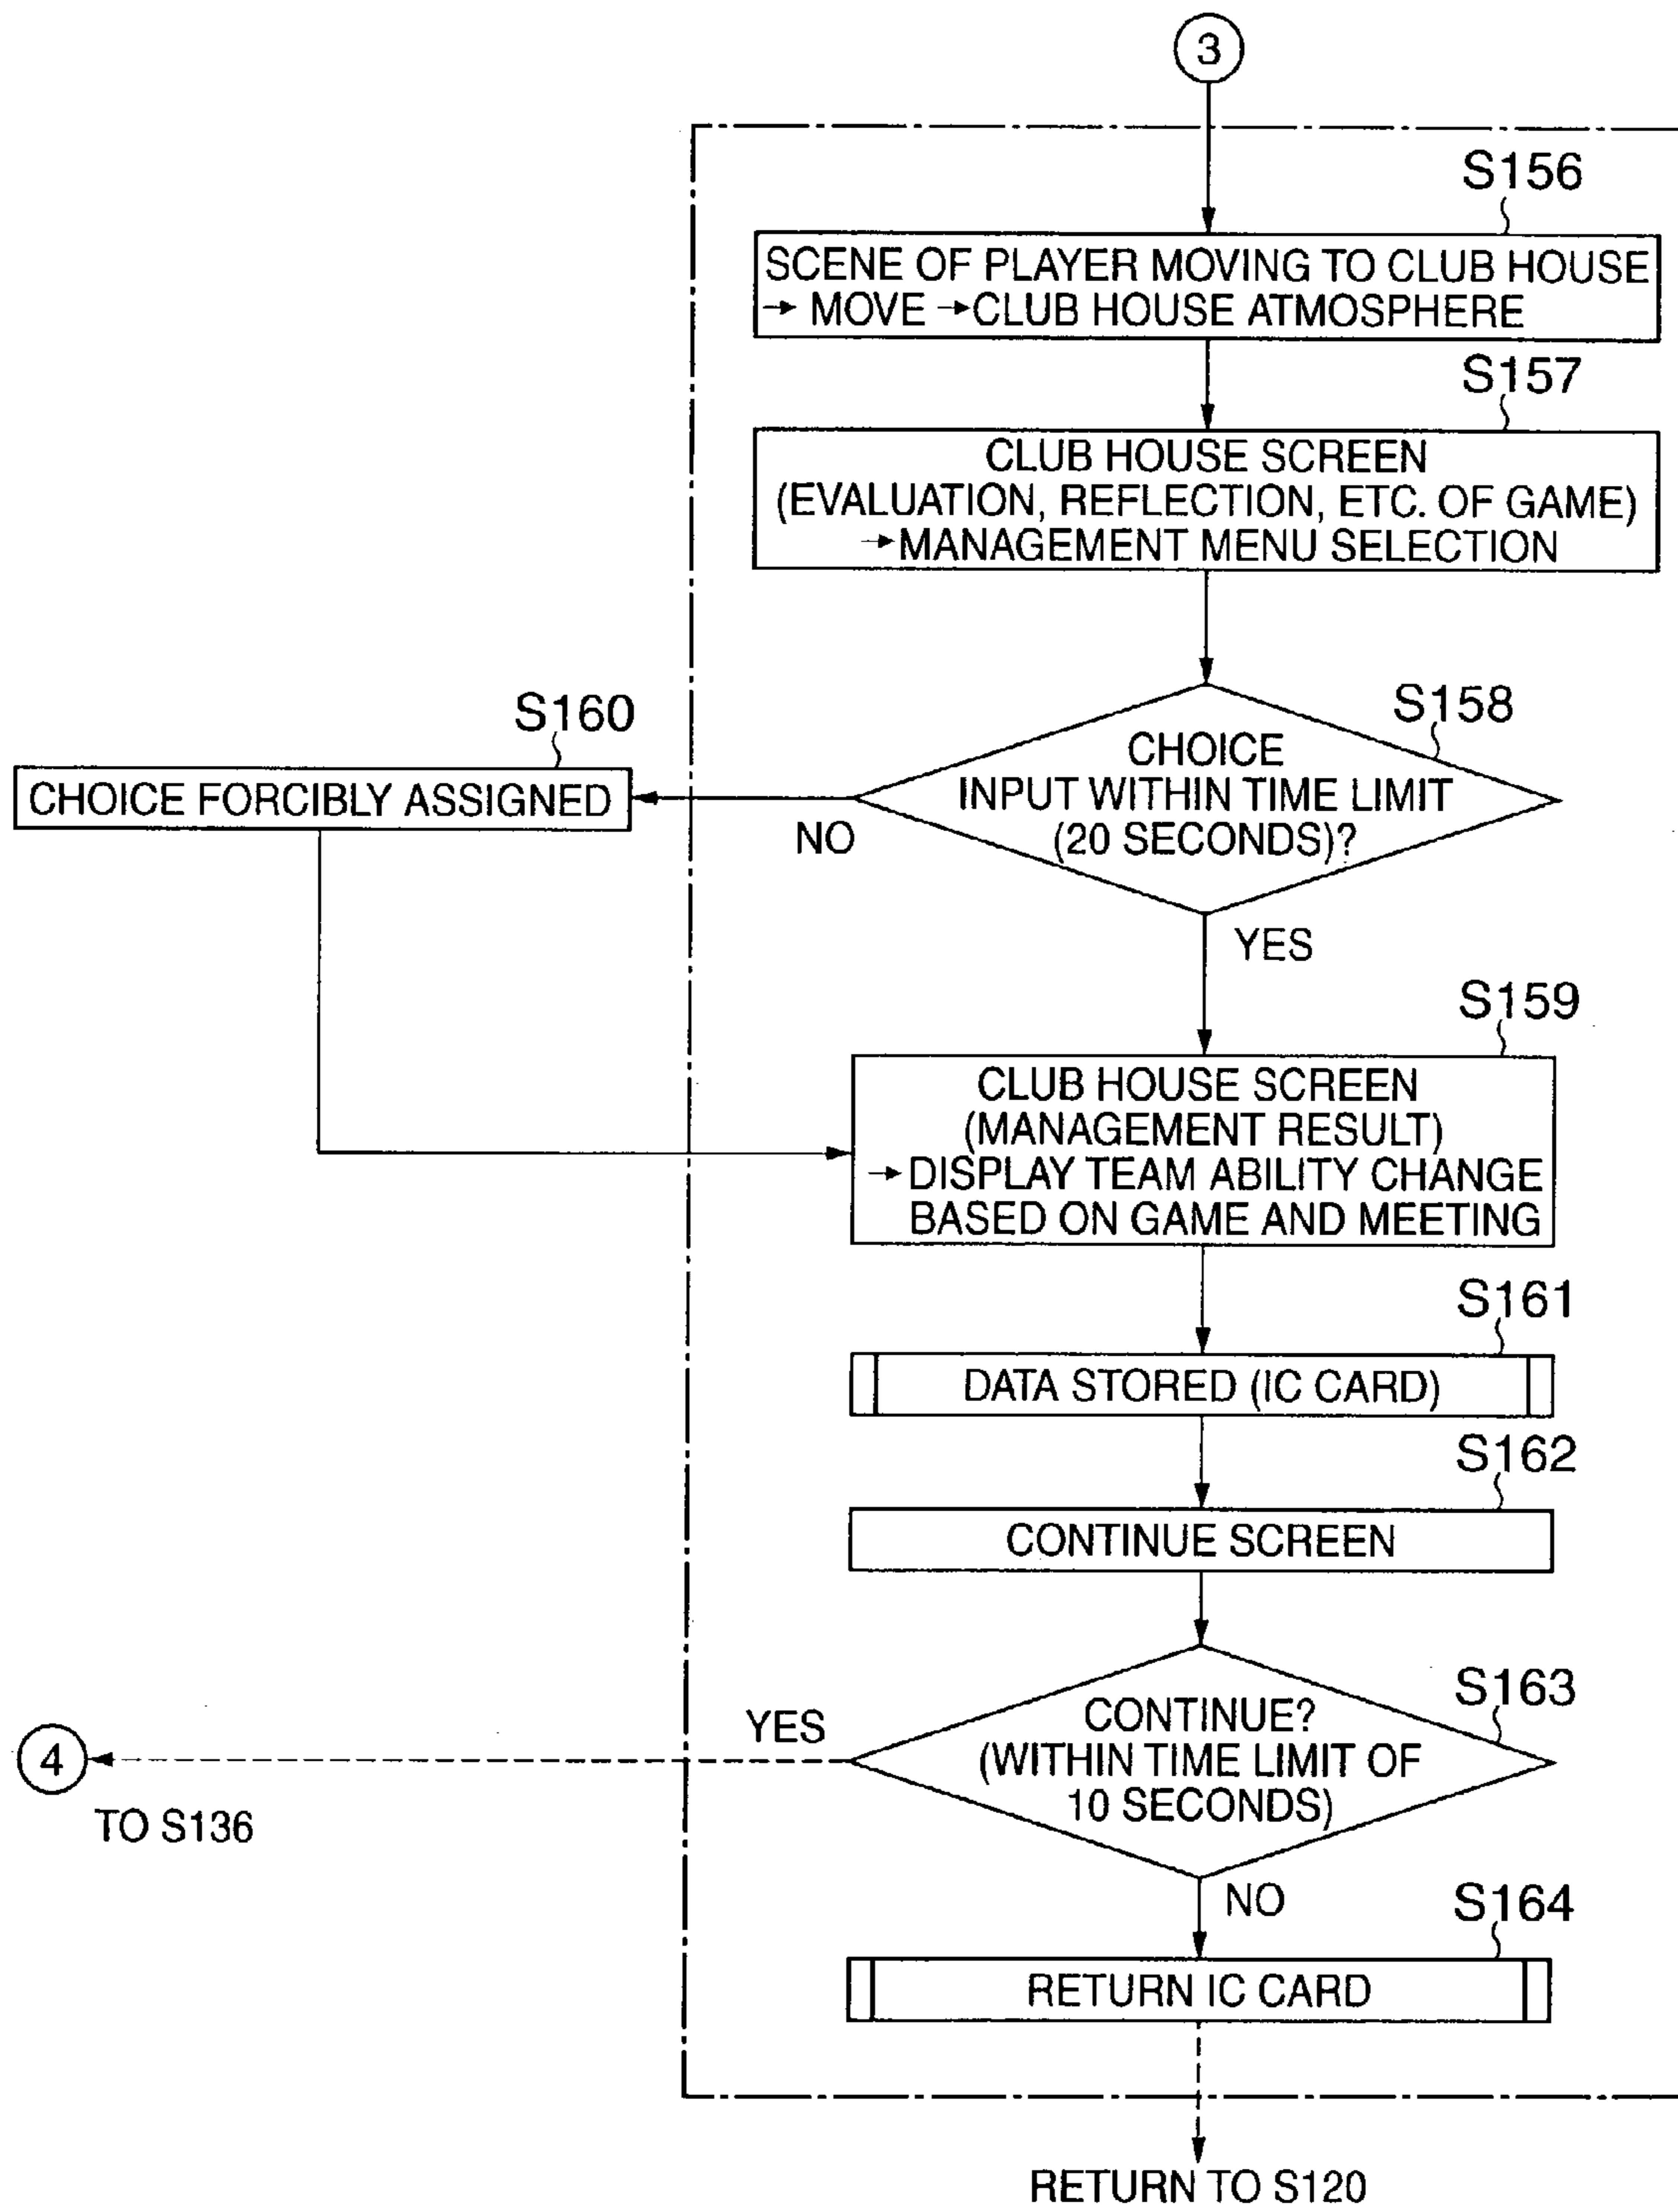 3
S156
SCENE OF PLAYER MOVING TO CLUB HOUSE
→ MOVE →CLUB HOUSE ATMOSPHERE
S157
CLUB HOUSE SCREEN
(EVALUATION, REFLECTION, ETC. OF GAME)
→MANAGEMENT MENU SELECTION
S158
CHOICE
INPUT WITHIN TIME LIMIT
(20 SECONDS)?
NO
S160
CHOICE FORCIBLY ASSIGNED
YES
S159
CLUB HOUSE SCREEN
(MANAGEMENT RESULT)
→DISPLAY TEAM ABILITY CHANGE
BASED ON GAME AND MEETING
S161
DATA STORED (IC CARD)
S162
CONTINUE SCREEN
S163
CONTINUE?
(WITHIN TIME LIMIT OF
10 SECONDS)
YES
4
TO S136
NO
S164
RETURN IC CARD
RETURN TO S120